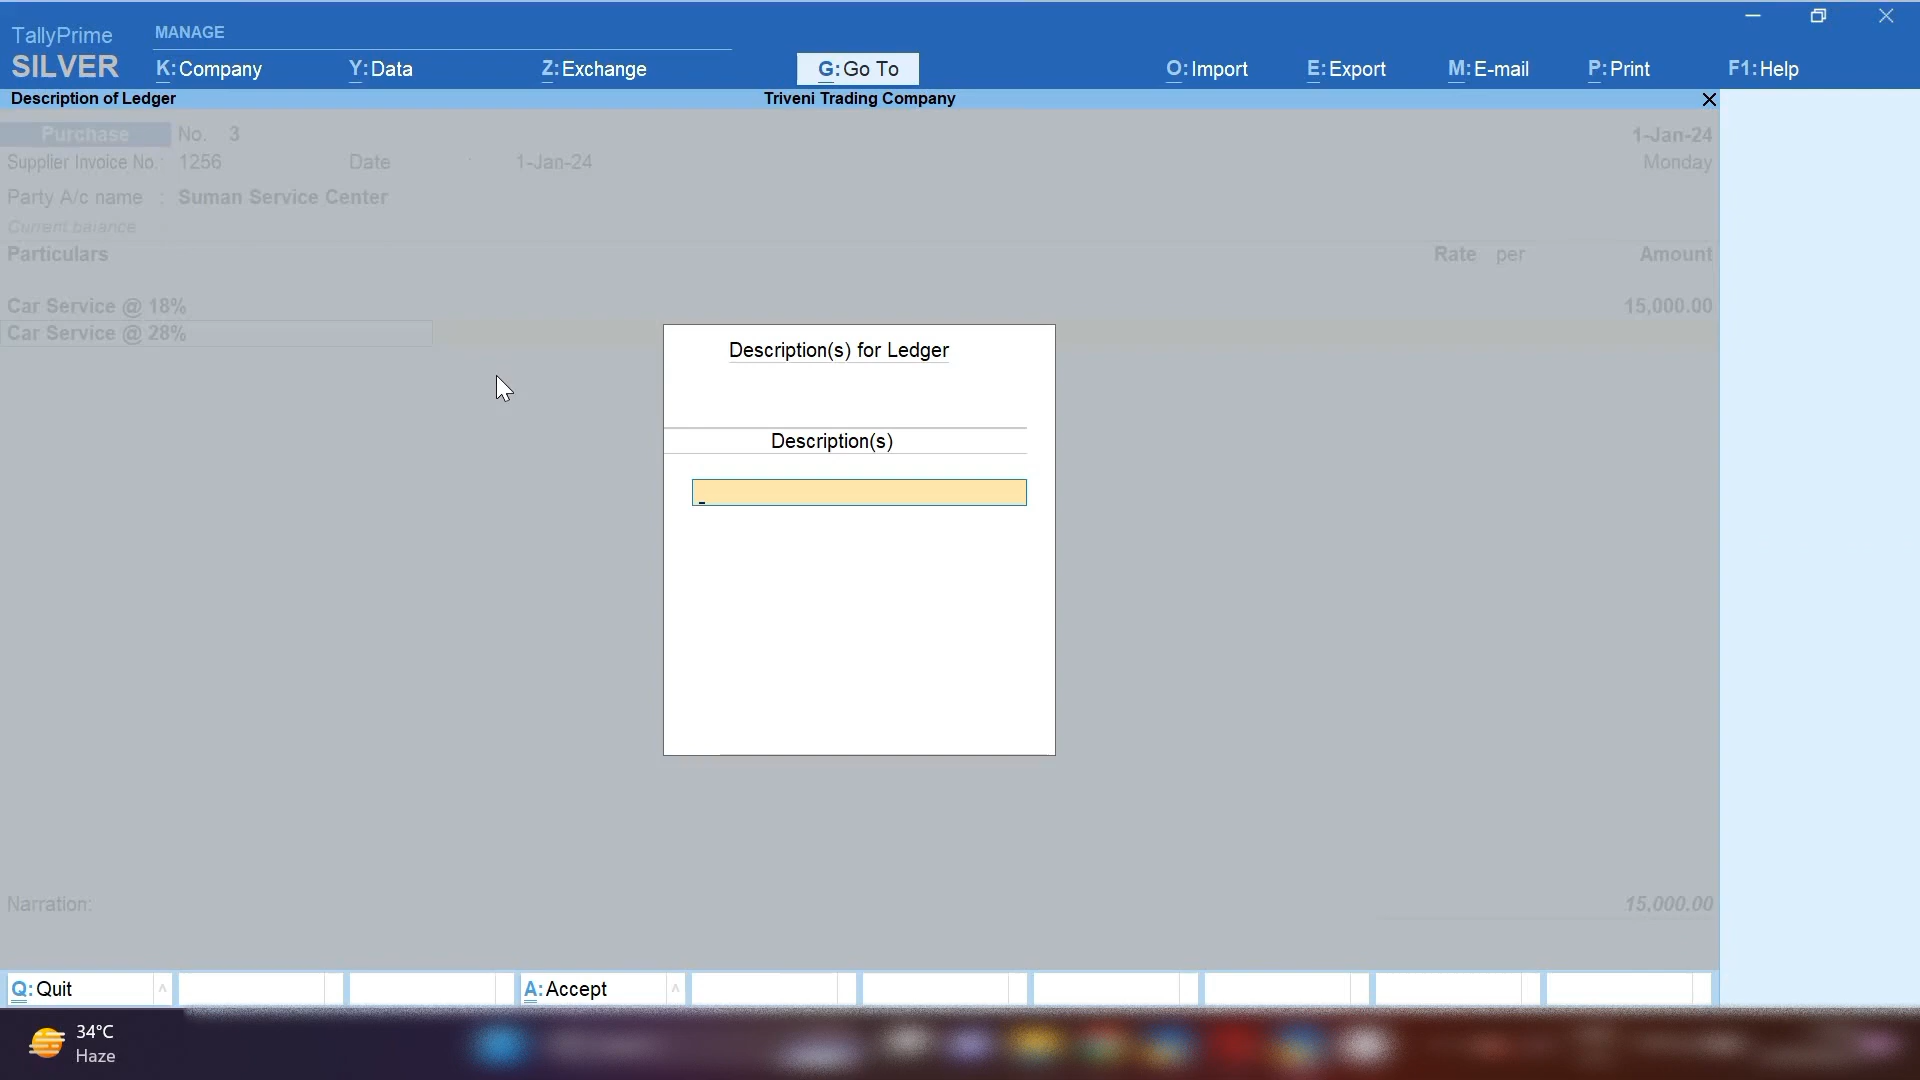 TallyPrime
SILVER
MANAGE
K:Company Y:Data Z:Exchange G:Go To O:Import E:Export M:E-mail P:Print F1:Help
Description of Ledger Triveni Trading Company
Purchase No. 3 1-Jan-24
Supplier Invoice No.: 1256 Date : 1-Jan-24 Monday
Party A/c name : Suman Service Center
Current balance
Particulars Rate per Amount
Car Service @ 18% 15,000.00
Car Service @ 28%
Description(s) for Ledger
Description(s)
Narration: 15,000.00
Q:Quit A:Accept
34°C
Haze